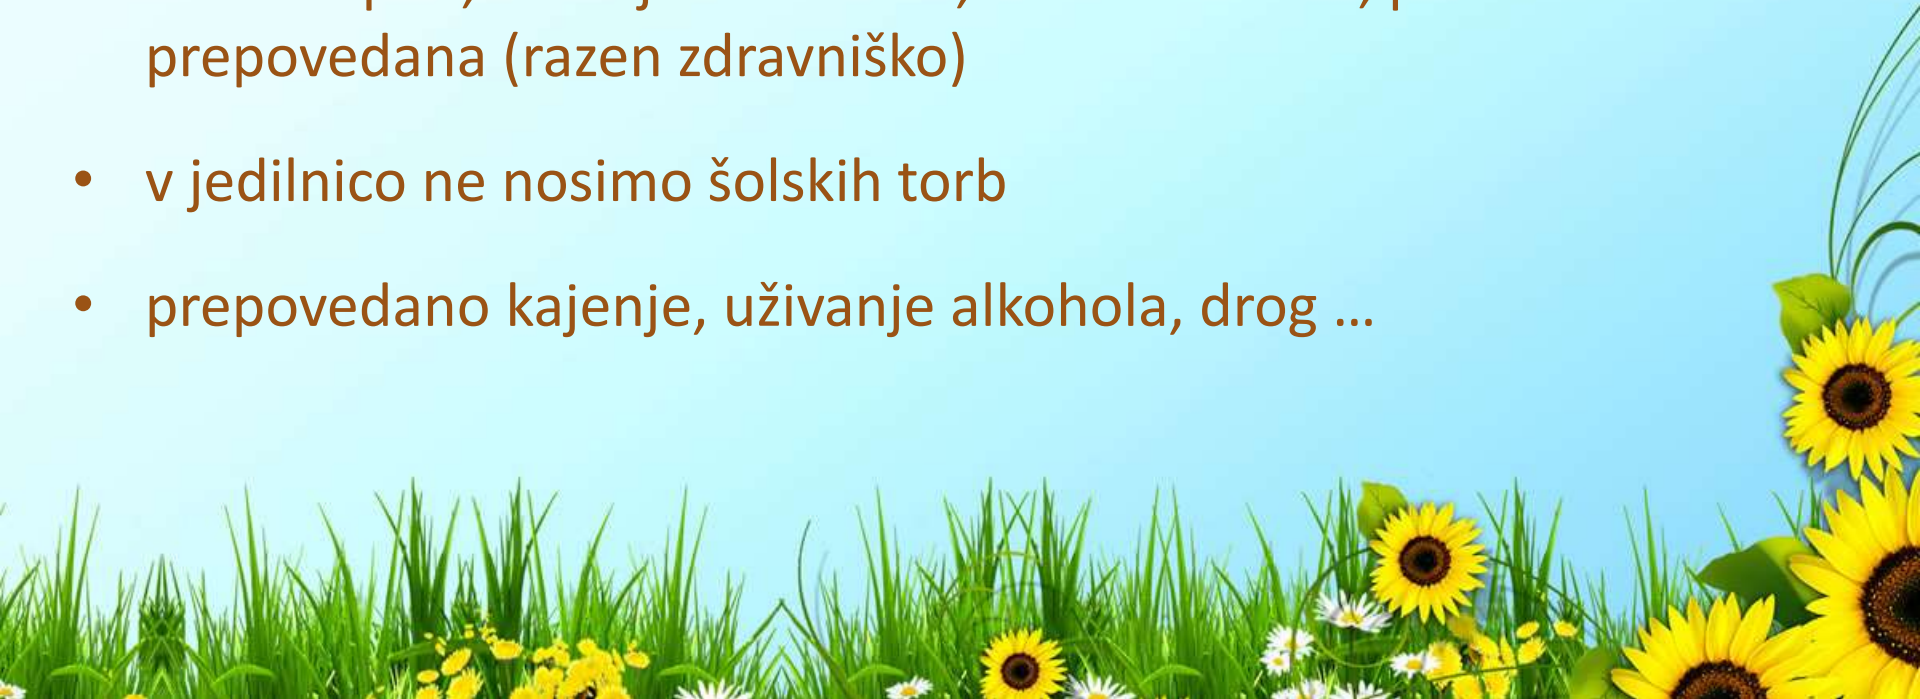 prepovedana (razen zdravniško)
• v jedilnico ne nosimo šolskih torb
• prepovedano kajenje, uživanje alkohola, drog ...